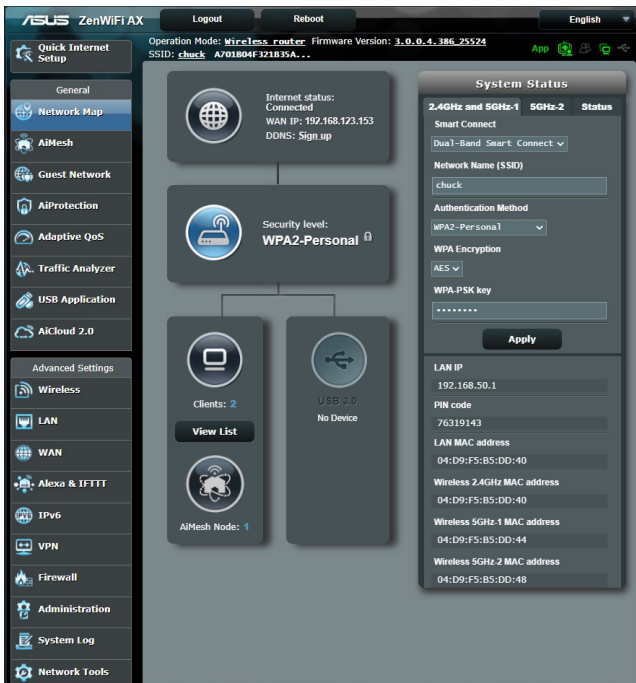 ASUS ZenWiFi AX
Logout
Reboot
English
Quick Internet
Setup
Operation Mode: Wireless router Firmware Version: 3.0.0.4.386_25524
SSID: chuck A701B04F321B35A...
App
General
Network Map
AiMesh
Guest Network
AiProtection
Adaptive QoS
Traffic Analyzer
USB Application
AiCloud 2.0
Advanced Settings
Wireless
LAN
WAN
Alexa & IFTTT
IPv6
VPN
Firewall
Administration
System Log
Network Tools
Internet status:
Connected
WAN IP: 192.168.123.153
DDNS: Sign up
Security level:
WPA2-Personal
Clients: 2
View List
AiMesh Node: 1
USB 2.0
No Device
System Status
2.4GHz and 5GHz-1
5GHz-2
Status
Smart Connect
Dual-Band Smart Connect
Network Name (SSID)
chuck
Authentication Method
WPA2-Personal
WPA Encryption
AES
WPA-PSK key
••••••••
Apply
LAN IP
192.168.50.1
PIN code
76319143
LAN MAC address
04:D9:F5:B5:DD:40
Wireless 2.4GHz MAC address
04:D9:F5:B5:DD:40
Wireless 5GHz-1 MAC address
04:D9:F5:B5:DD:44
Wireless 5GHz-2 MAC address
04:D9:F5:B5:DD:48